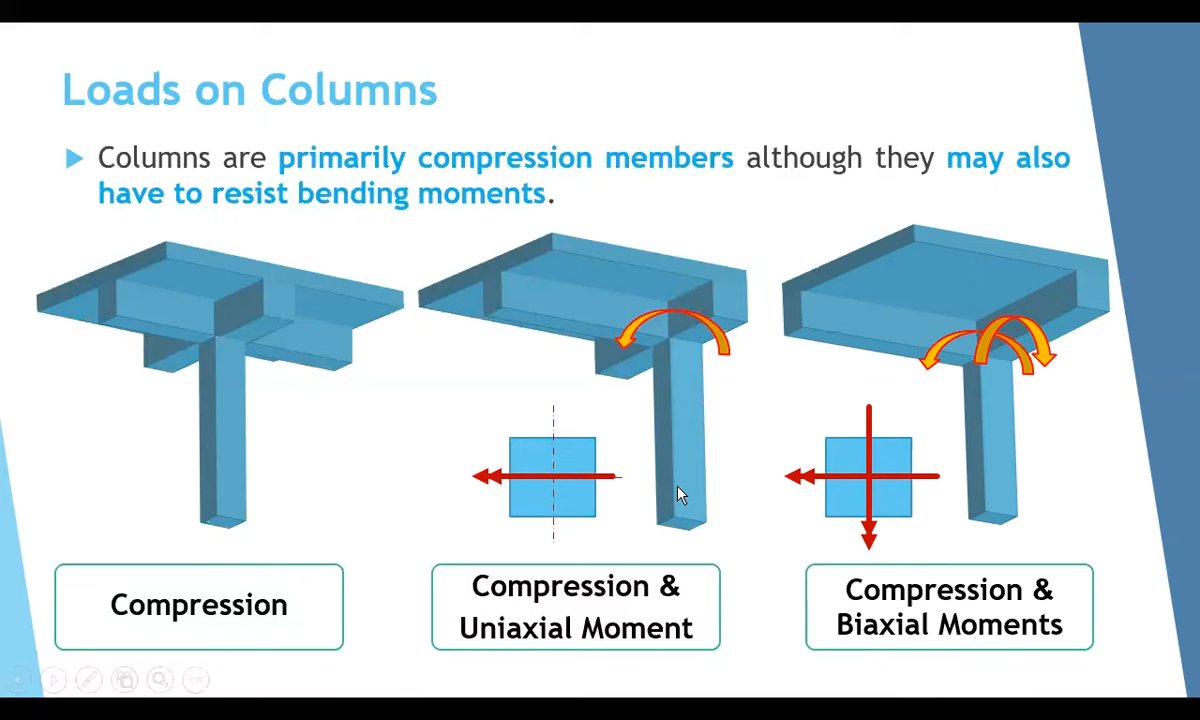 Loads on Columns
Columns are primarily compression members although they may also
have to resist bending moments.
Compression
Compression &
Uniaxial Moment
Compression &
Biaxial Moments